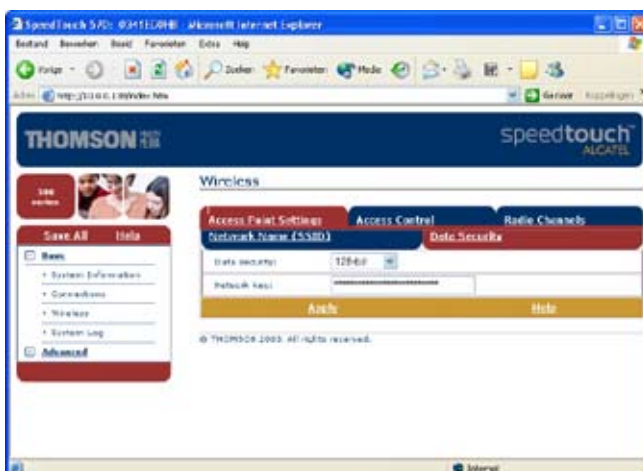 SpeedTouch 570: Microsoft Internet Explorer
Bestand Bewerken Beeld Favorieten Extra Help
Vorige Zoeken Favorieten Media
Ga naar Koppelingen
THOMSON
speedtouch™
ALCATEL
Wireless
Access Point Settings Access Control Radio Channels
Save All Help
Network Name (SSID) Data Security
Basic
Data security: 128-bit
System Information
Network key:
Connections
Wireless
Apply Help
System Log
© THOMSON 2003. All rights reserved.
Advanced
Internet